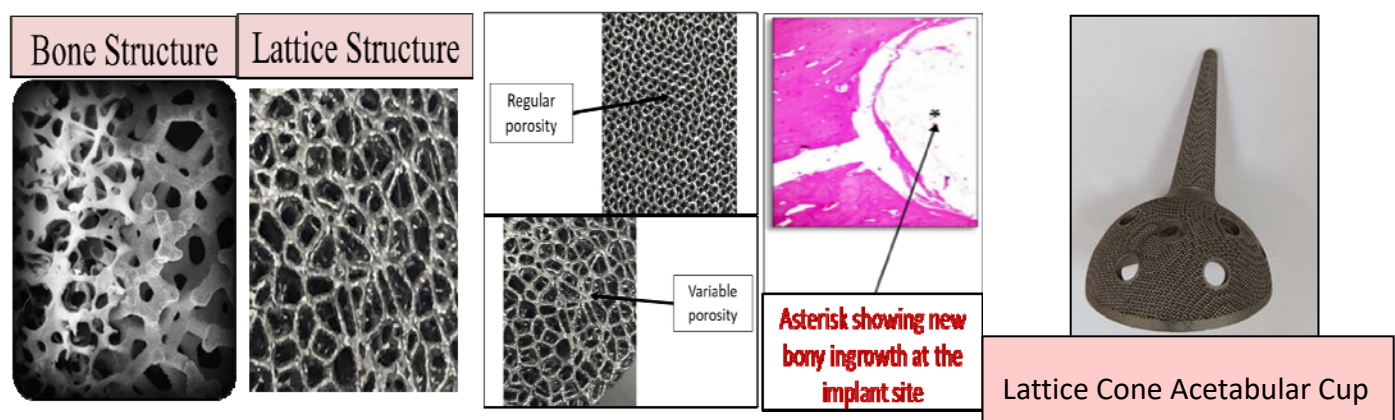 Bone Structure
Lattice Structure
Regular
porosity
Variable
porosity
*
Asterisk showing new
bony ingrowth at the
implant site
Lattice Cone Acetabular Cup